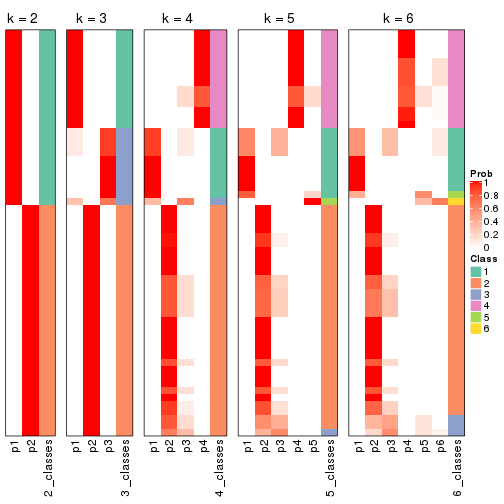 k = 2
k = 3
k = 4
k = 5
k = 6
Prob
1
0.8
0.6
0.4
0.2
0
Class
1
2
3
4
5
6
p1
p2
2_classes
p1
p2
p3
3_classes
p1
p2
p3
p4
4_classes
p1
p2
p3
p4
p5
5_classes
p1
p2
p3
p4
p5
p6
6_classes